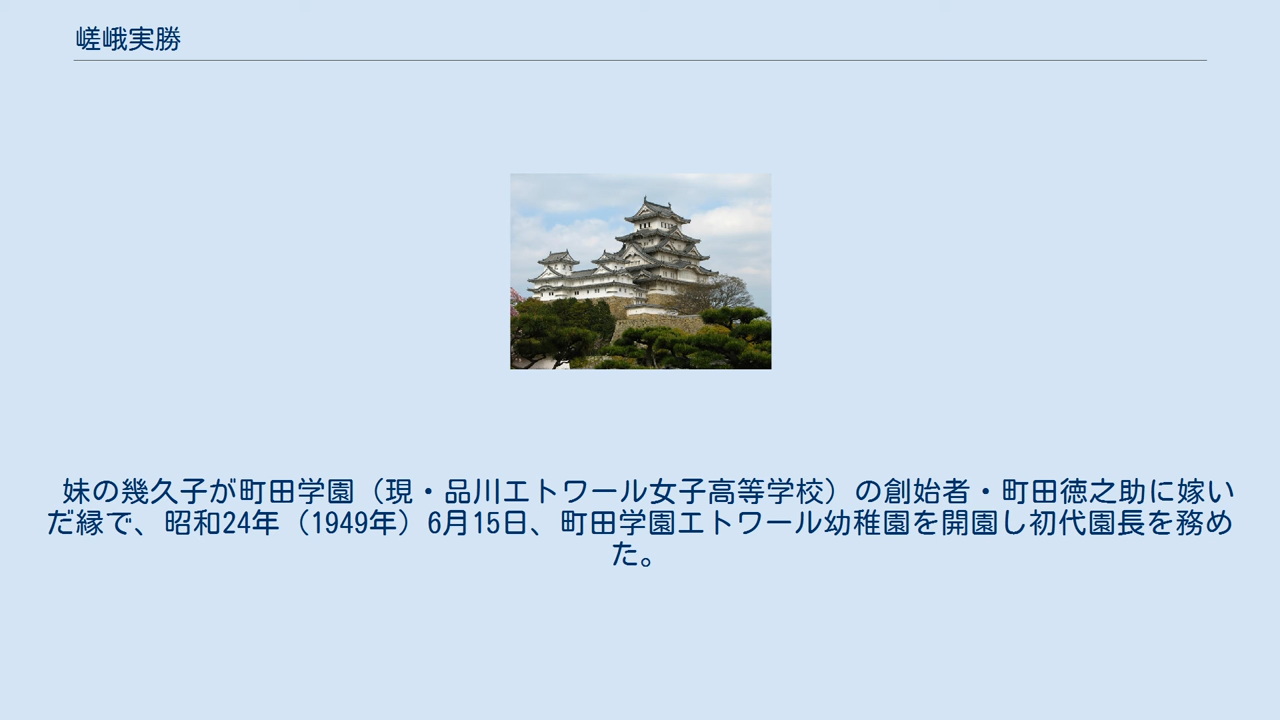 嵯峨実勝
妹の幾久子が町田学園（現・品川エトワール女子高等学校）の創始者・町田徳之助に嫁い
だ縁で、昭和24年（1949年）6月15日、町田学園エトワール幼稚園を開園し初代園長を務め
た。